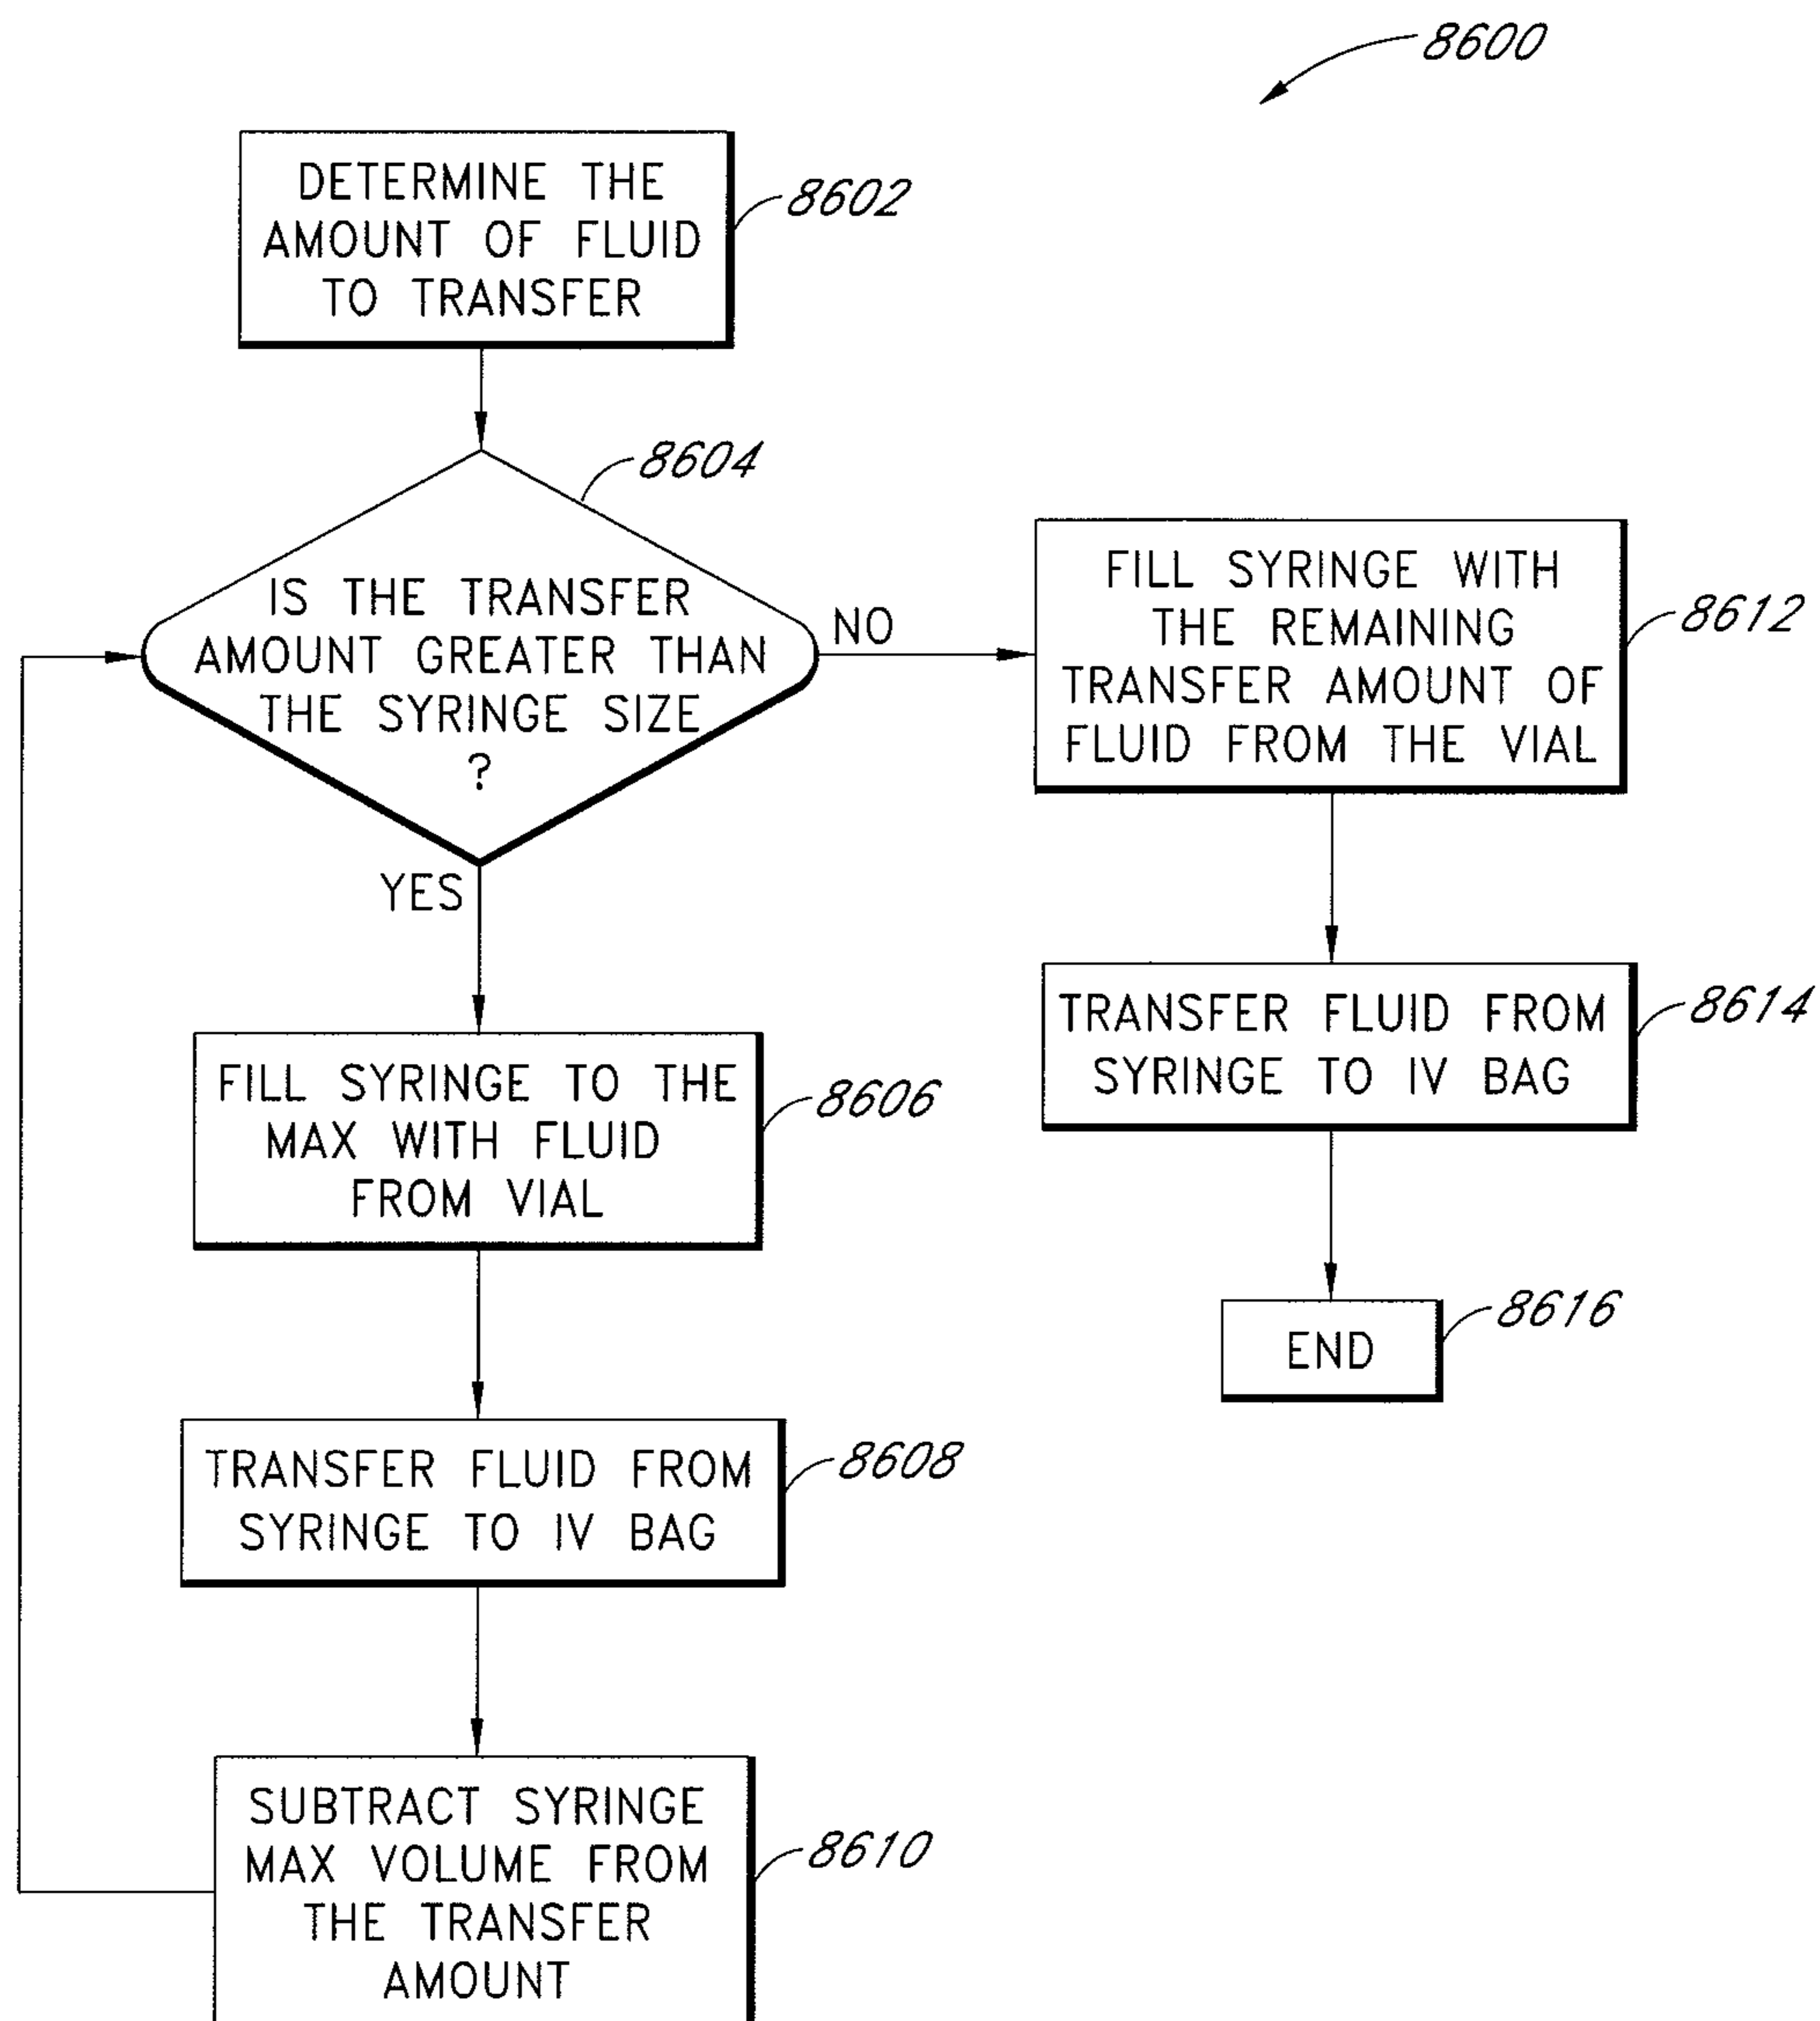 8600
DETERMINE THE
AMOUNT OF FLUID
TO TRANSFER
8602
8604
IS THE TRANSFER
AMOUNT GREATER THAN
THE SYRINGE SIZE
?
NO
YES
FILL SYRINGE WITH
THE REMAINING
TRANSFER AMOUNT OF
FLUID FROM THE VIAL
8612
TRANSFER FLUID FROM
SYRINGE TO IV BAG
8614
END
8616
FILL SYRINGE TO THE
MAX WITH FLUID
FROM VIAL
8606
TRANSFER FLUID FROM
SYRINGE TO IV BAG
8608
SUBTRACT SYRINGE
MAX VOLUME FROM
THE TRANSFER
AMOUNT
8610